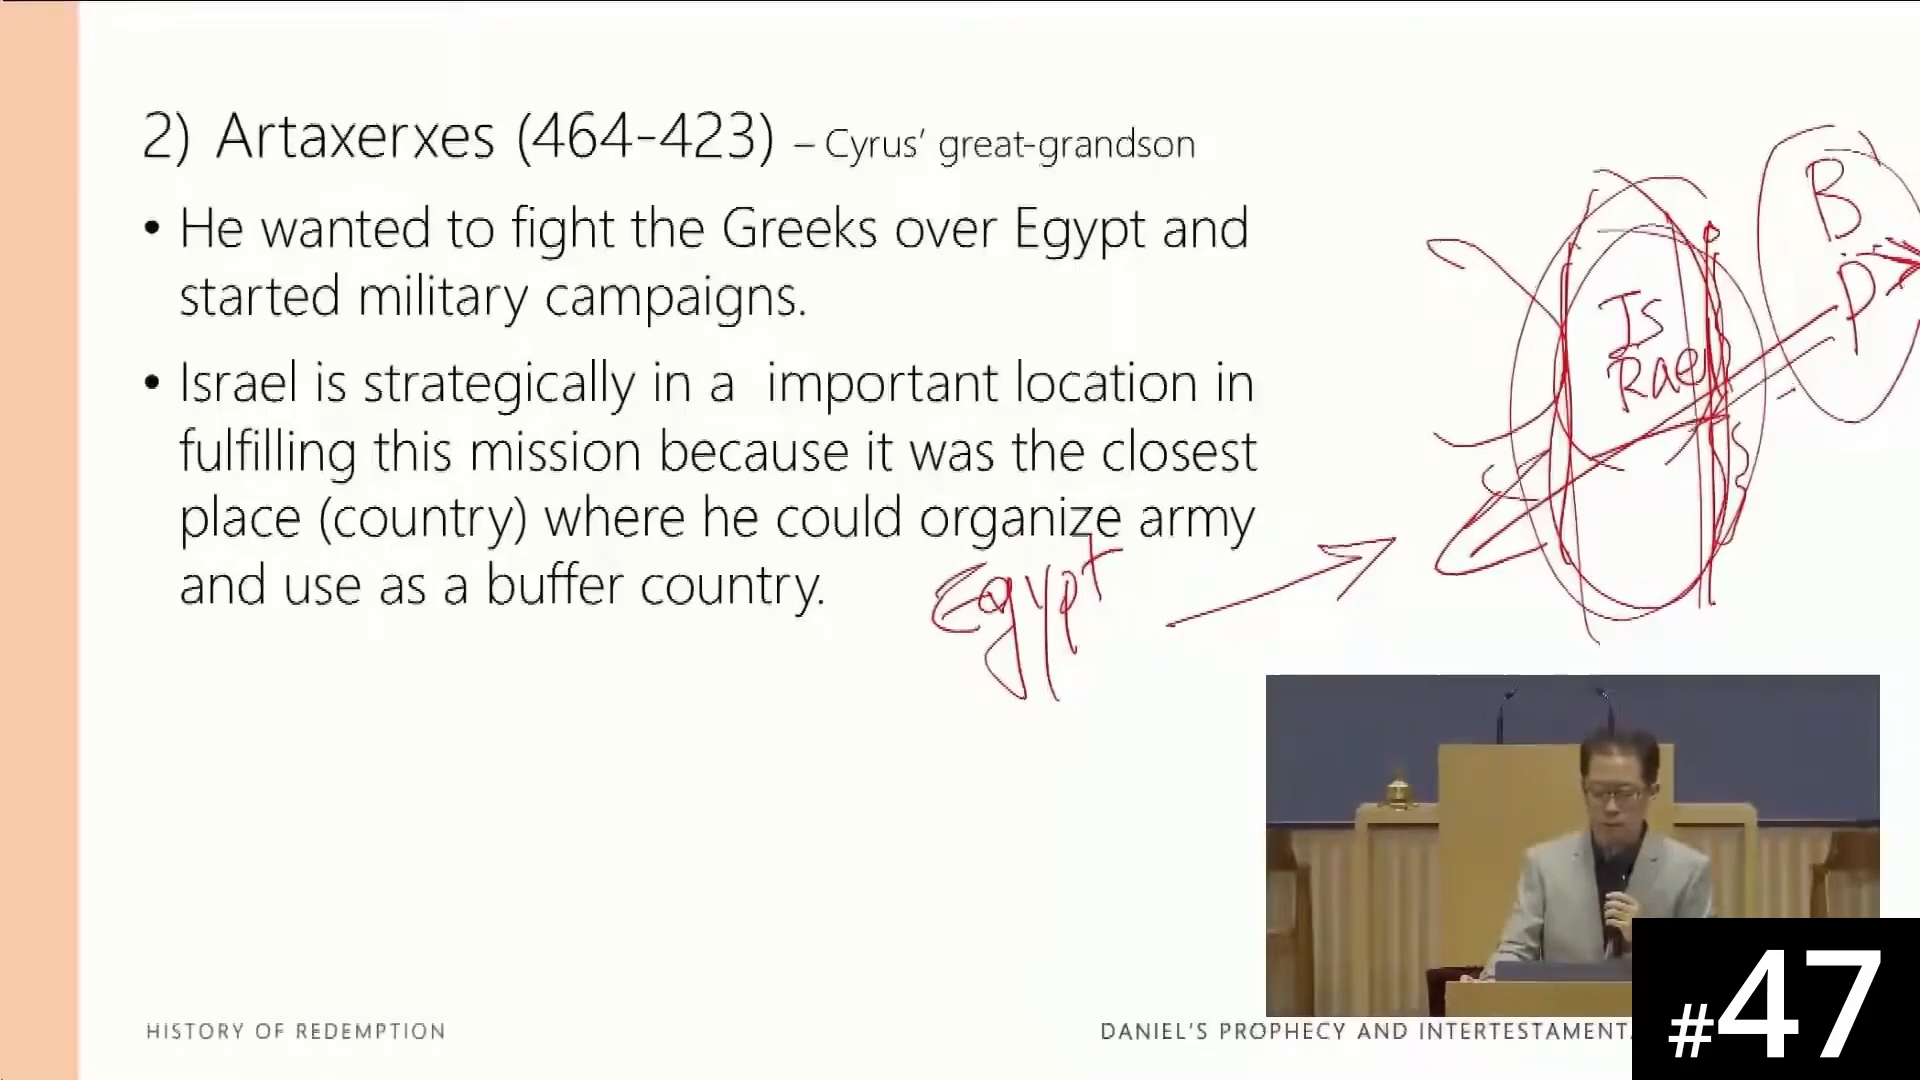 2) Artaxerxes (464-423) – Cyrus' great-grandson
• He wanted to fight the Greeks over Egypt and
started military campaigns.
• Israel is strategically in a important location in
fulfilling this mission because it was the closest
place (country) where he could organize army
and use as a buffer country.
B
P
Is
Rael
Egypt
HISTORY OF REDEMPTION
DANIEL'S PROPHECY AND INTERTESTAMENT
#47